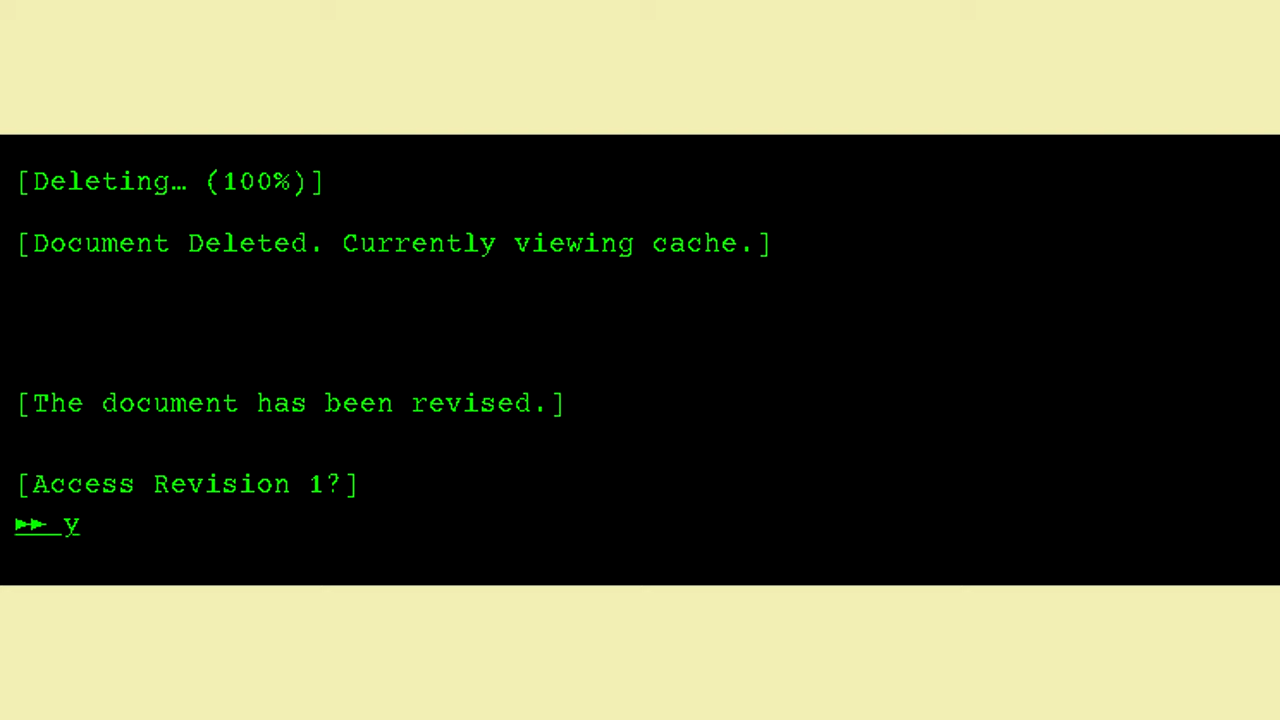 [Deleting… (100%)]
[Document Deleted. Currently viewing cache.]
[The document has been revised.]
[Access Revision 1?]
►► y